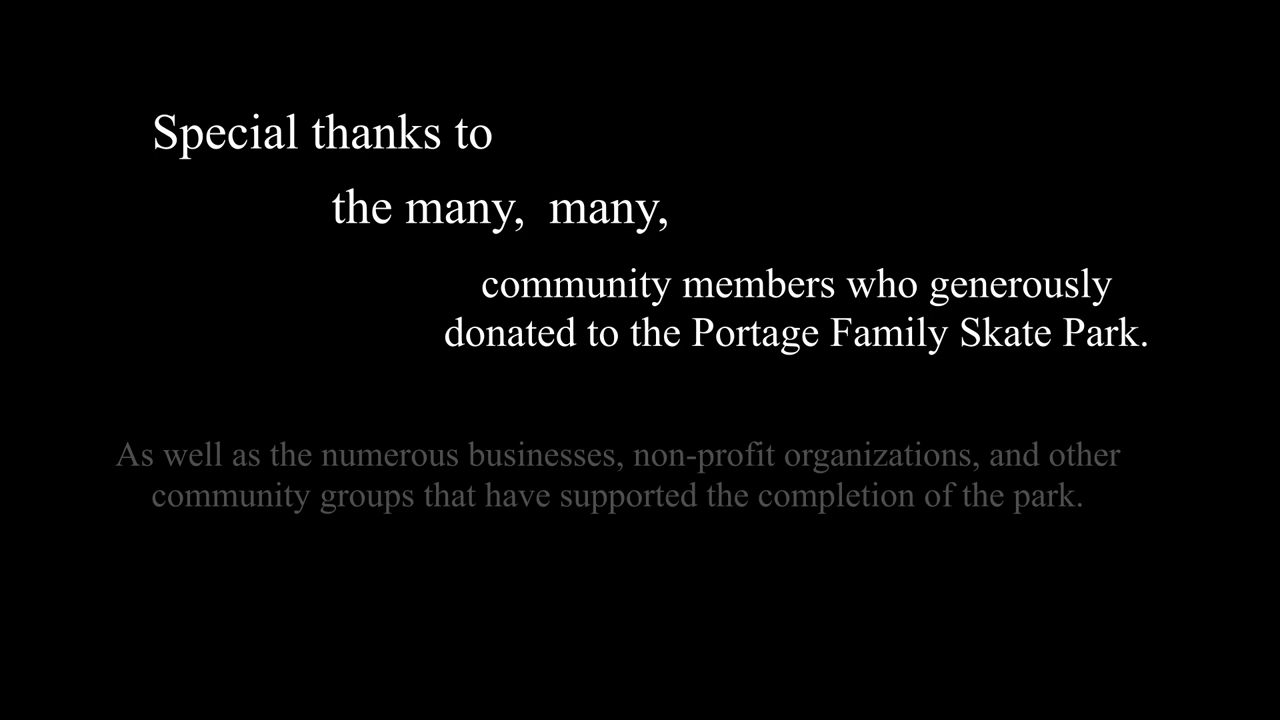 Special thanks to
the many, many,
community members who generously
donated to the Portage Family Skate Park.
As well as the numerous businesses, non-profit organizations, and other
community groups that have supported the completion of the park.